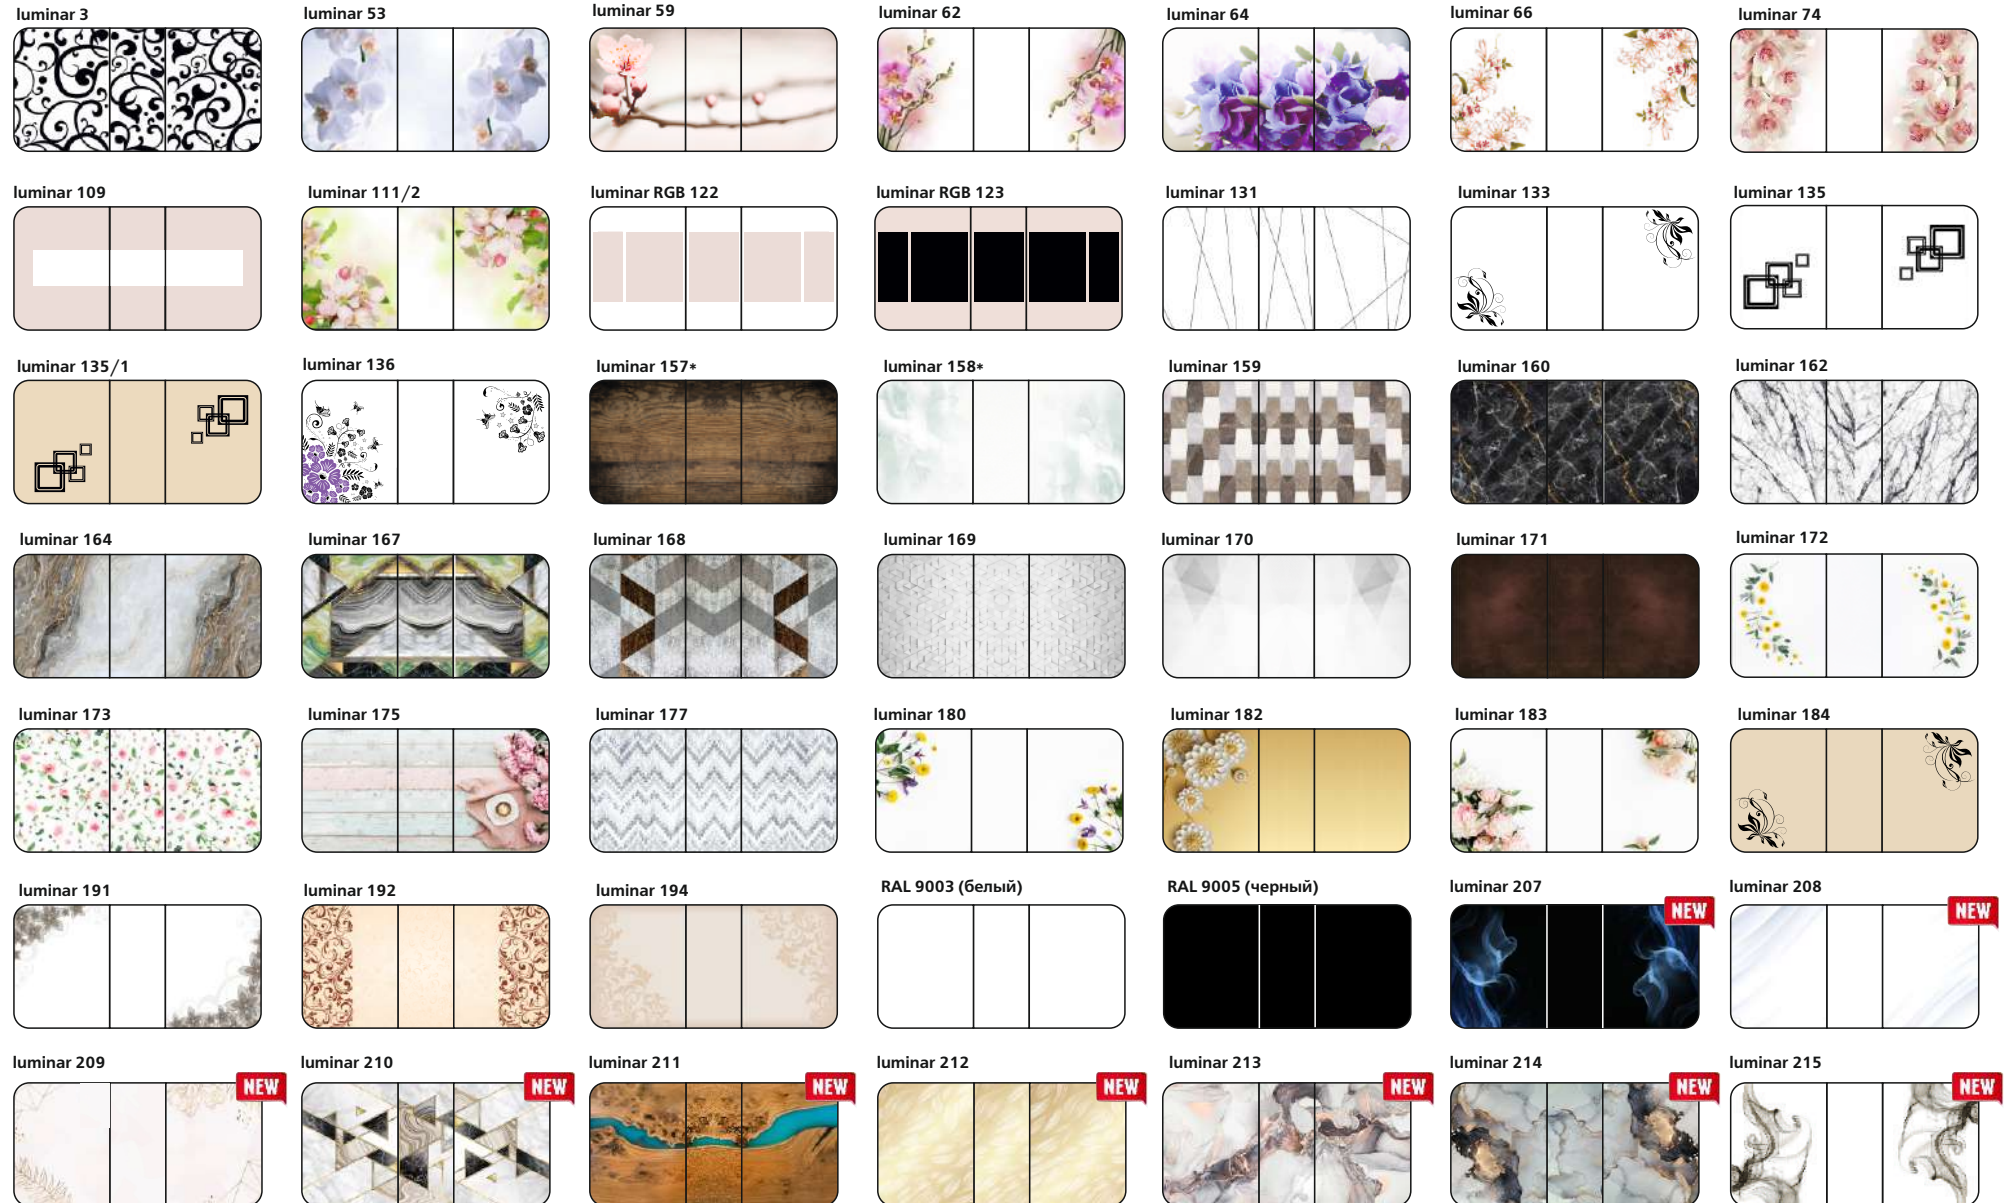 luminar 3
luminar 53
luminar 59
luminar 62
luminar 64
luminar 66
luminar 74
luminar 109
luminar 111/2
luminar RGB 122
luminar RGB 123
luminar 131
luminar 133
luminar 135
luminar 135/1
luminar 136
luminar 157*
luminar 158*
luminar 159
luminar 160
luminar 162
luminar 164
luminar 167
luminar 168
luminar 169
luminar 170
luminar 171
luminar 172
luminar 173
luminar 175
luminar 177
luminar 180
luminar 182
luminar 183
luminar 184
luminar 191
luminar 192
luminar 194
RAL 9003 (белый)
RAL 9005 (черный)
luminar 207
NEW
luminar 208
NEW
luminar 209
NEW
luminar 210
NEW
luminar 211
NEW
luminar 212
NEW
luminar 213
NEW
luminar 214
NEW
luminar 215
NEW